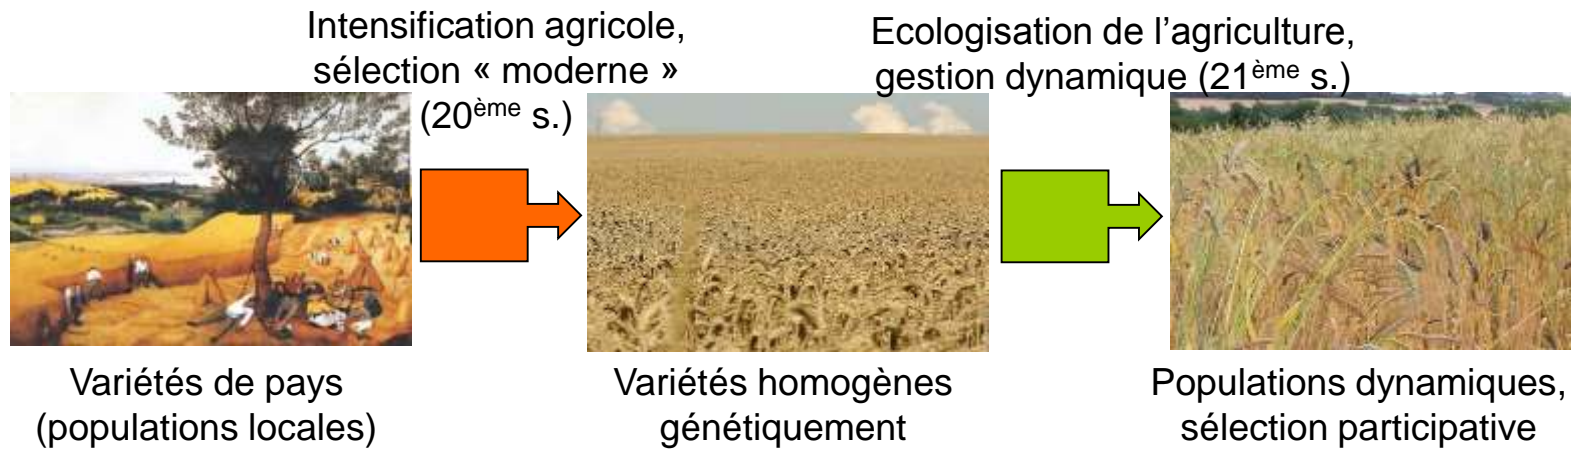 Intensification agricole,
sélection « moderne »
(20ème s.)
Ecologisation de l'agriculture,
gestion dynamique (21ème s.)
Variétés de pays
(populations locales)
Variétés homogènes
génétiquement
Populations dynamiques,
sélection participative